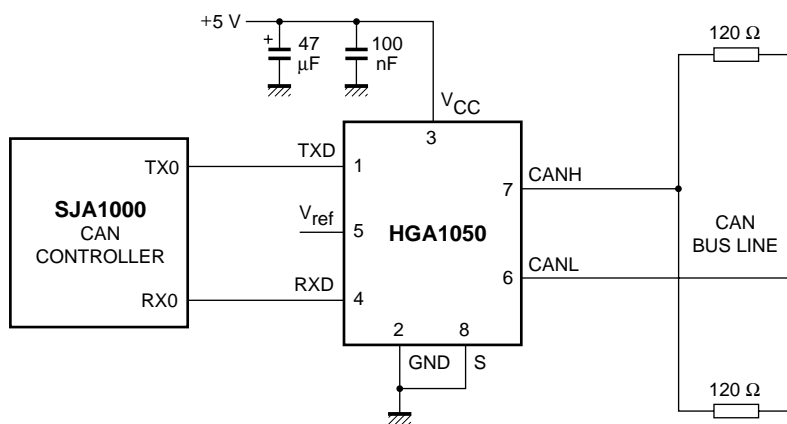 +5 V
+
47
μF
100
nF
VCC
3
120 Ω
TX0
TXD
1
SJA1000
CAN
CONTROLLER
Vref
5
HGA1050
7
CANH
CAN
BUS LINE
RX0
RXD
4
6
CANL
2
8
GND
S
120 Ω